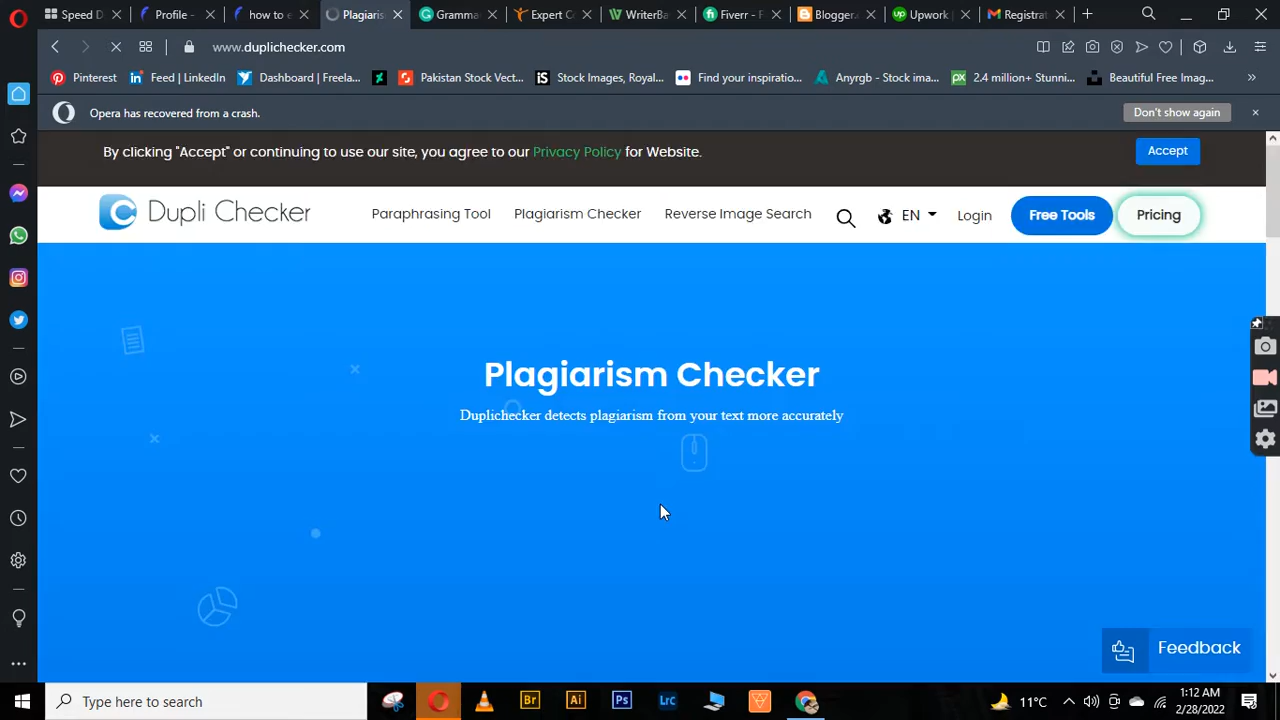 Speed D
Profile -
how to e
Plagiaris
Gramma
Expert C
WriterBa
Fiverr - F
Blogger.
Upwork
Registrat
www.duplichecker.com
Pinterest
Feed | LinkedIn
Dashboard | Freela...
Pakistan Stock Vect...
Stock Images, Royal...
Find your inspiratio...
Anyrgb - Stock ima...
2.4 million+ Stunni...
Beautiful Free Imag...
Opera has recovered from a crash.
Don't show again
By clicking "Accept" or continuing to use our site, you agree to our Privacy Policy for Website.
Accept
Dupli Checker
Paraphrasing Tool
Plagiarism Checker
Reverse Image Search
EN
Login
Free Tools
Pricing
Plagiarism Checker
Duplichecker detects plagiarism from your text more accurately
Feedback
Type here to search
Br
Ai
Ps
Lrc
11°C
1:12 AM
2/28/2022